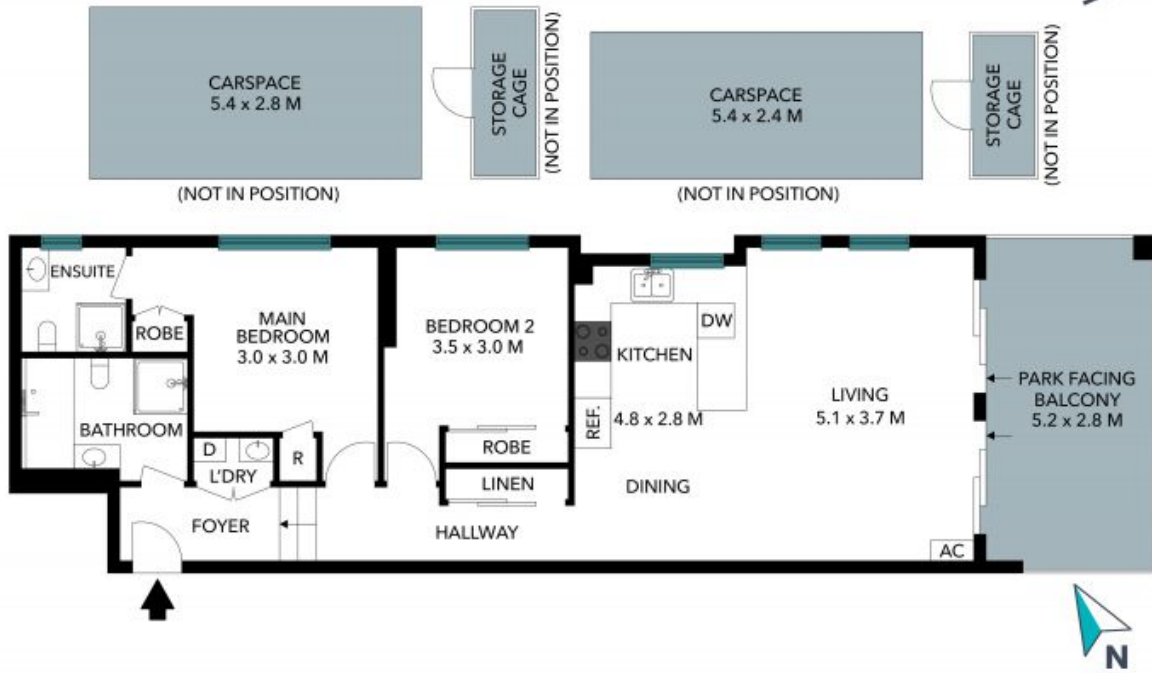 CARSPACE
5.4 x 2.8 M
STORAGE
CAGE
(NOT IN POSITION)
(NOT IN POSITION)
CARSPACE
5.4 x 2.4 M
STORAGE
CAGE
(NOT IN POSITION)
(NOT IN POSITION)
ENSUITE
ROBE
MAIN
BEDROOM
3.0 x 3.0 M
BEDROOM 2
3.5 x 3.0 M
DW
KITCHEN
4.8 x 2.8 M
REF.
LIVING
5.1 x 3.7 M
PARK FACING
BALCONY
5.2 x 2.8 M
BATHROOM
D
L'DRY
R
ROBE
LINEN
DINING
FOYER
HALLWAY
AC
N